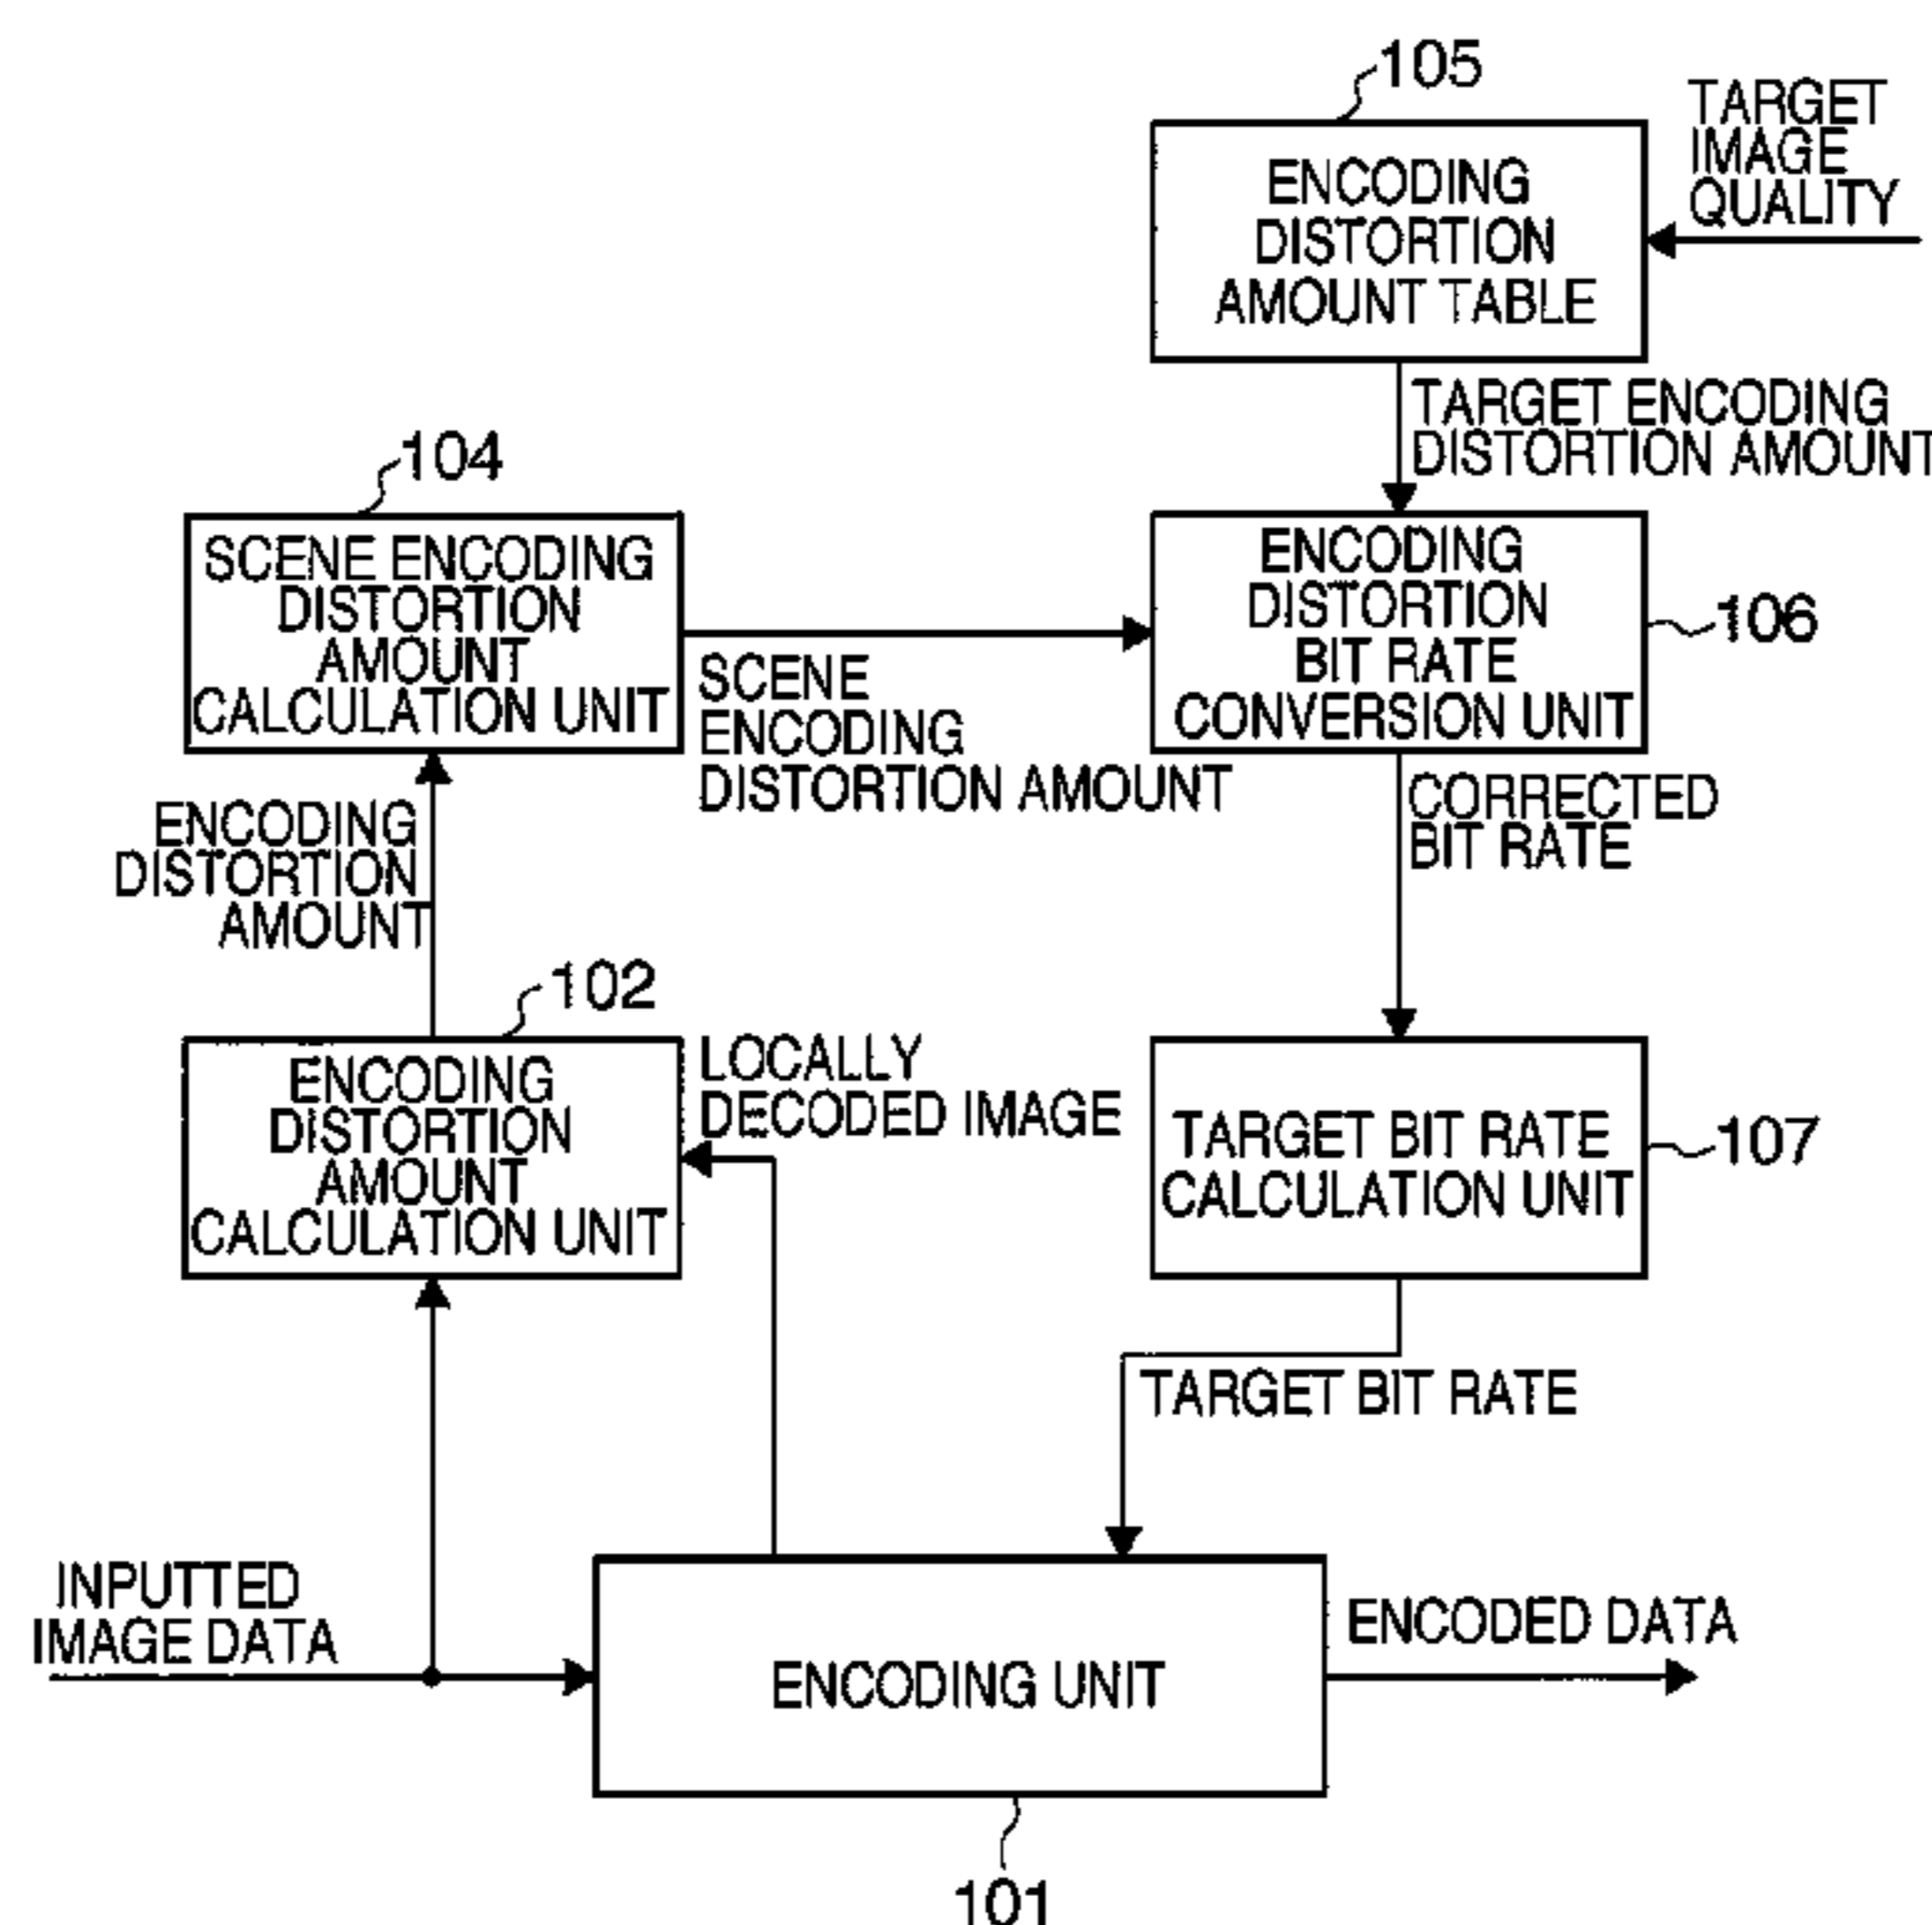 105
TARGET
IMAGE
QUALITY
ENCODING
DISTORTION
AMOUNT TABLE
TARGET ENCODING
DISTORTION AMOUNT
104
SCENE ENCODING
DISTORTION
AMOUNT
CALCULATION UNIT
ENCODING
DISTORTION
BIT RATE
CONVERSION UNIT
106
SCENE
ENCODING
DISTORTION AMOUNT
CORRECTED
BIT RATE
ENCODING
DISTORTION
AMOUNT
102
ENCODING
DISTORTION
AMOUNT
CALCULATION UNIT
LOCALLY
DECODED IMAGE
TARGET BIT RATE
CALCULATION UNIT
107
TARGET BIT RATE
INPUTTED
IMAGE DATA
ENCODING UNIT
ENCODED DATA
101